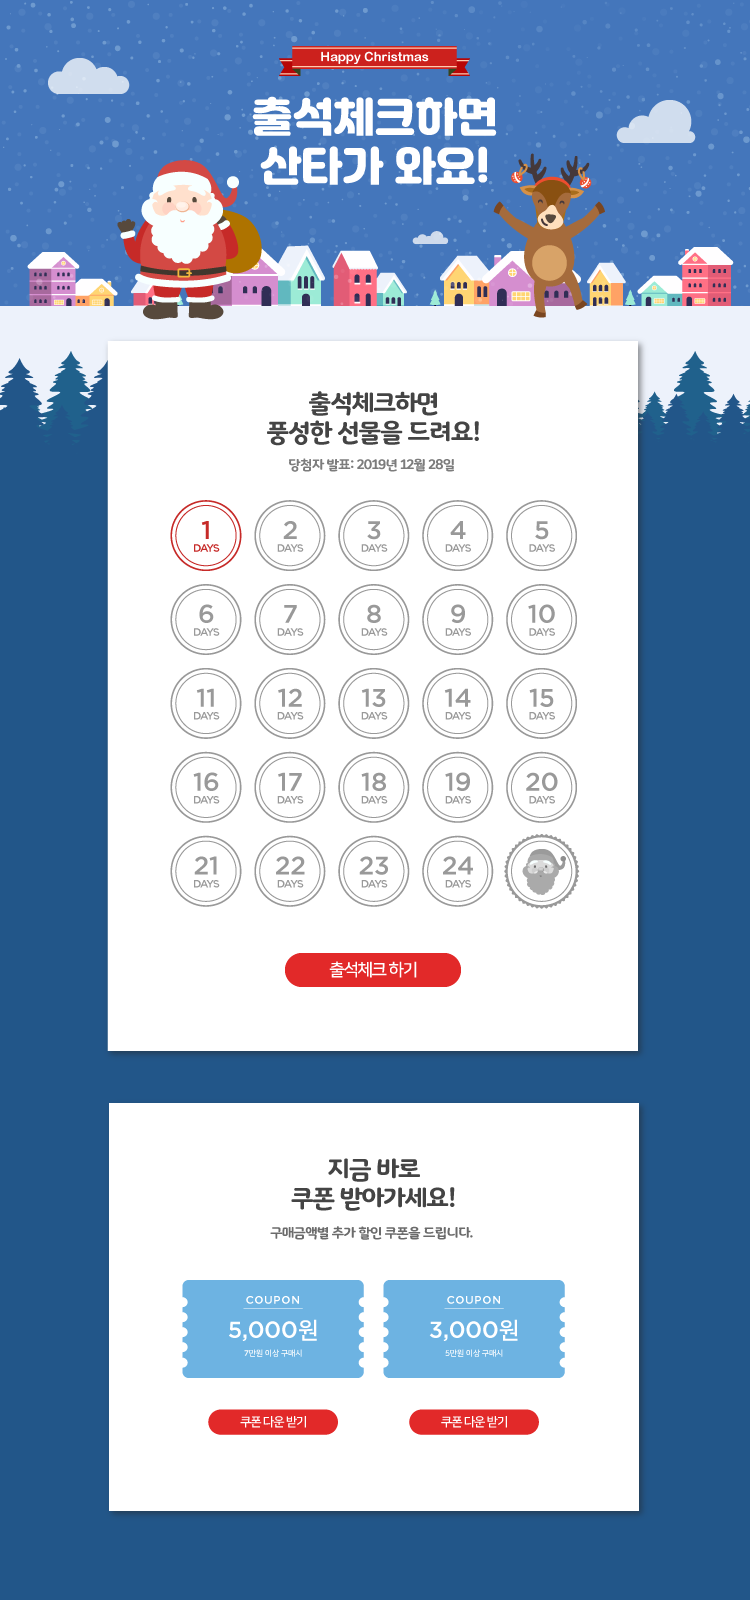 Happy Christmas
출석체크하면
산타가 와요!
출석체크하면
풍성한 선물을 드려요!
당첨자 발표: 2019년 12월 28일
1 2 3 4 5
DAYS DAYS DAYS DAYS DAYS
6 7 8 9 10
DAYS DAYS DAYS DAYS DAYS
11 12 13 14 15
DAYS DAYS DAYS DAYS DAYS
16 17 18 19 20
DAYS DAYS DAYS DAYS DAYS
21 22 23 24
DAYS DAYS DAYS DAYS
출석체크 하기
지금 바로
쿠폰 받아가세요!
구매금액별 추가 할인 쿠폰을 드립니다.
COUPON COUPON
5,000원 3,000원
7만원 이상 구매시 5만원 이상 구매시
쿠폰 다운 받기 쿠폰 다운 받기